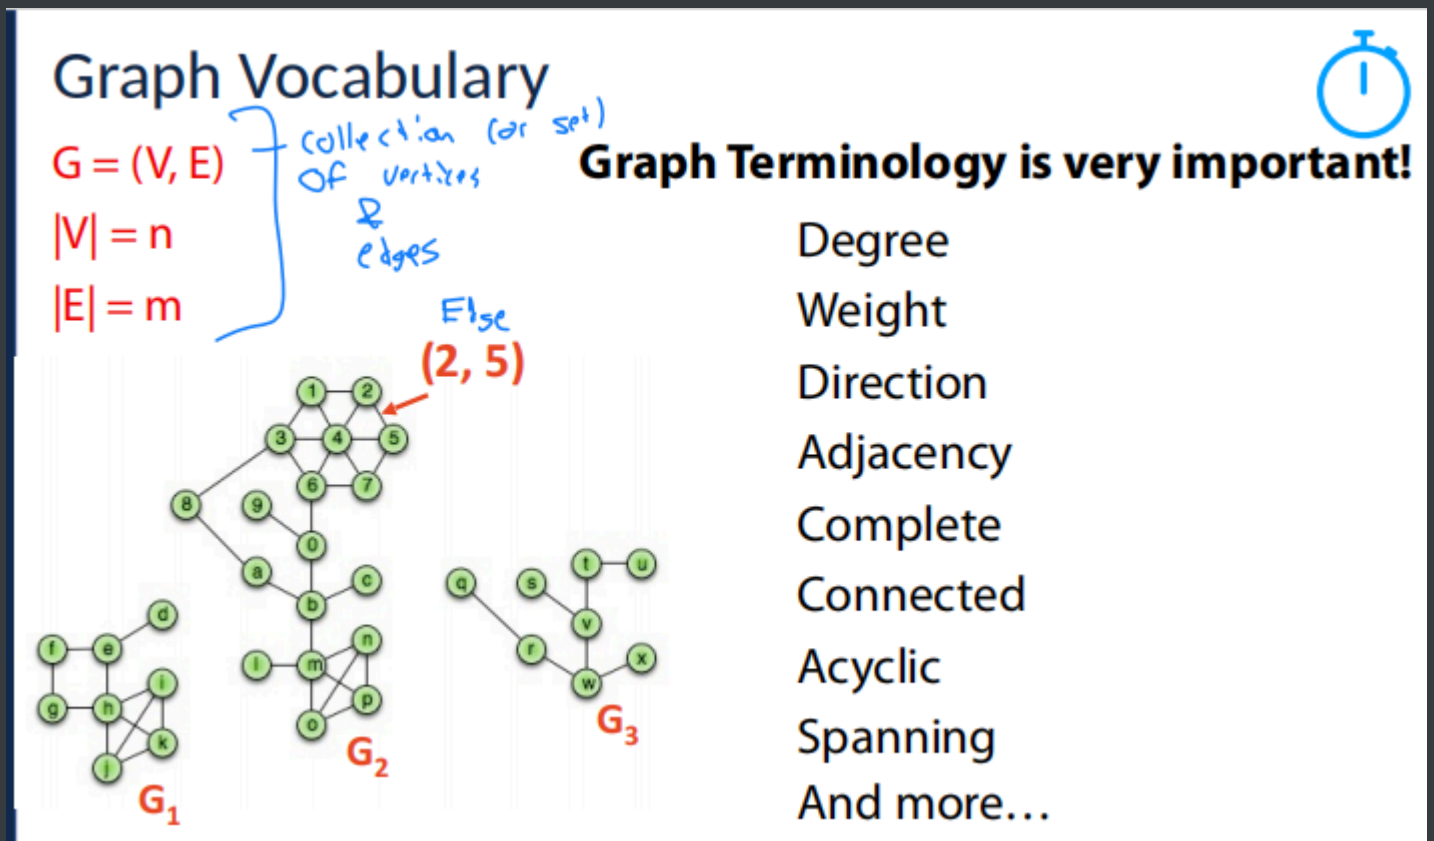 Graph Vocabulary
G = (V, E)
|V| = n
|E| = m
collection (or set)
of vertices
&
edges
Graph Terminology is very important!
Degree
Weight
Direction
Adjacency
Complete
Connected
Acyclic
Spanning
And more…
Else
(2, 5)
1 2
3 4 5
6 7
8 9
0
a c
b
n
l m
p
o
G₂
d
f e
i
g h
k
j
G₁
t u
q s
v
r x
w
G₃